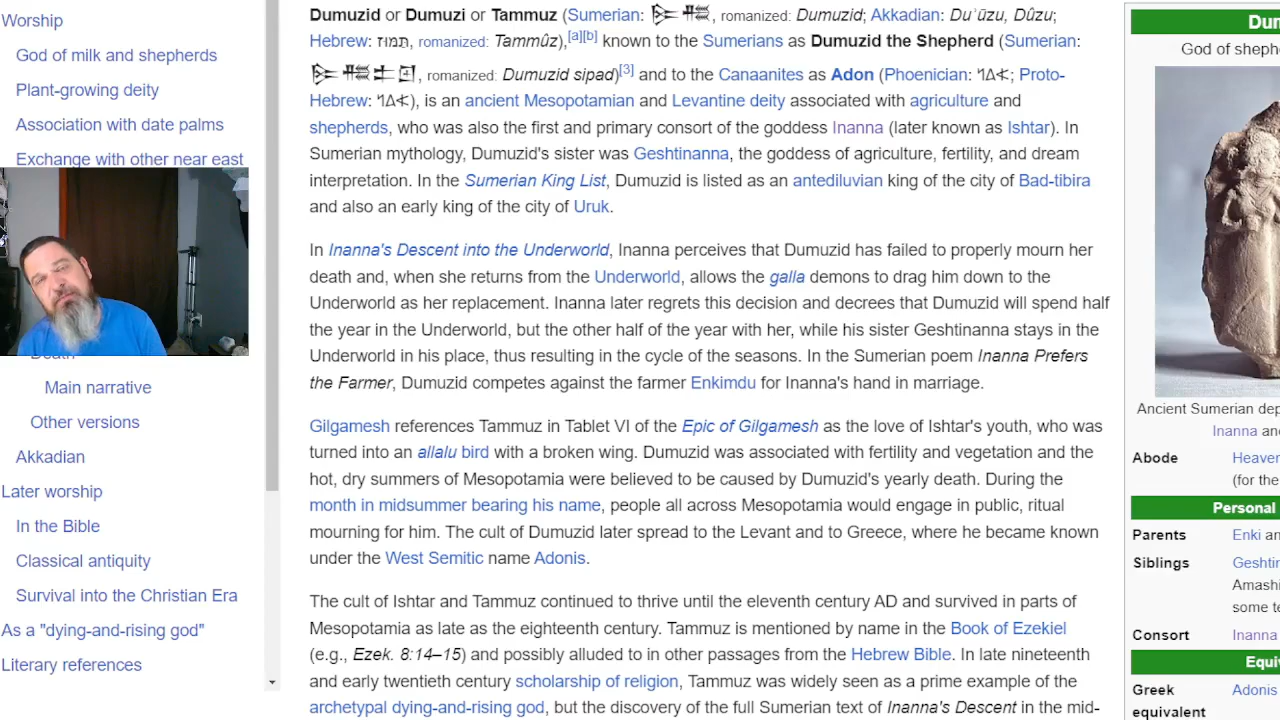 Worship
God of milk and shepherds
Plant-growing deity
Association with date palms
Exchange with other near east
Main narrative
Other versions
Akkadian
Later worship
In the Bible
Classical antiquity
Survival into the Christian Era
As a "dying-and-rising god"
Literary references
Dumuzid or Dumuzi or Tammuz (Sumerian: romanized: Dumuzid; Akkadian: Duʾūzu, Dûzu;
Hebrew: תַּמּוּז, romanized: Tammûz),[a][b] known to the Sumerians as Dumuzid the Shepherd (Sumerian:
romanized: Dumuzid sipad)[3] and to the Canaanites as Adon (Phoenician: 𐤀𐤃𐤍; Proto-
Hebrew: 𐤀𐤃𐤍), is an ancient Mesopotamian and Levantine deity associated with agriculture and
shepherds, who was also the first and primary consort of the goddess Inanna (later known as Ishtar). In
Sumerian mythology, Dumuzid's sister was Geshtinanna, the goddess of agriculture, fertility, and dream
interpretation. In the Sumerian King List, Dumuzid is listed as an antediluvian king of the city of Bad-tibira
and also an early king of the city of Uruk.
In Inanna's Descent into the Underworld, Inanna perceives that Dumuzid has failed to properly mourn her
death and, when she returns from the Underworld, allows the galla demons to drag him down to the
Underworld as her replacement. Inanna later regrets this decision and decrees that Dumuzid will spend half
the year in the Underworld, but the other half of the year with her, while his sister Geshtinanna stays in the
Underworld in his place, thus resulting in the cycle of the seasons. In the Sumerian poem Inanna Prefers
the Farmer, Dumuzid competes against the farmer Enkimdu for Inanna's hand in marriage.
Gilgamesh references Tammuz in Tablet VI of the Epic of Gilgamesh as the love of Ishtar's youth, who was
turned into an allalu bird with a broken wing. Dumuzid was associated with fertility and vegetation and the
hot, dry summers of Mesopotamia were believed to be caused by Dumuzid's yearly death. During the
month in midsummer bearing his name, people all across Mesopotamia would engage in public, ritual
mourning for him. The cult of Dumuzid later spread to the Levant and to Greece, where he became known
under the West Semitic name Adonis.
The cult of Ishtar and Tammuz continued to thrive until the eleventh century AD and survived in parts of
Mesopotamia as late as the eighteenth century. Tammuz is mentioned by name in the Book of Ezekiel
(e.g., Ezek. 8:14–15) and possibly alluded to in other passages from the Hebrew Bible. In late nineteenth
and early twentieth century scholarship of religion, Tammuz was widely seen as a prime example of the
archetypal dying-and-rising god, but the discovery of the full Sumerian text of Inanna's Descent in the mid-
Dum
God of sheph
Ancient Sumerian dep
Inanna an
Abode Heaven
(for the
Personal
Parents Enki an
Siblings Geshtir
Amashi
some te
Consort Inanna
Equi
Greek Adonis
equivalent